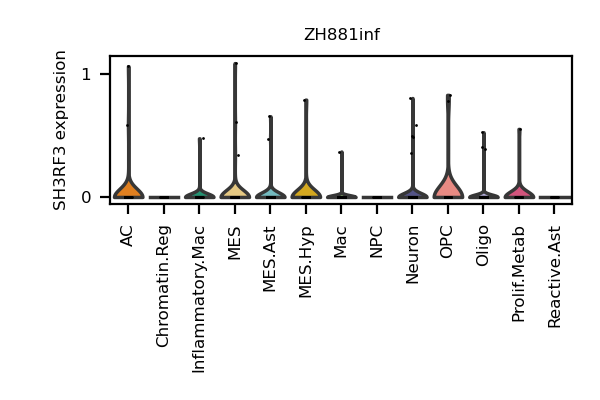 ZH881inf
SH3RF3 expression
1
0
AC
Chromatin.Reg
Inflammatory.Mac
MES
MES.Ast
MES.Hyp
Mac
NPC
Neuron
OPC
Oligo
Prolif.Metab
Reactive.Ast